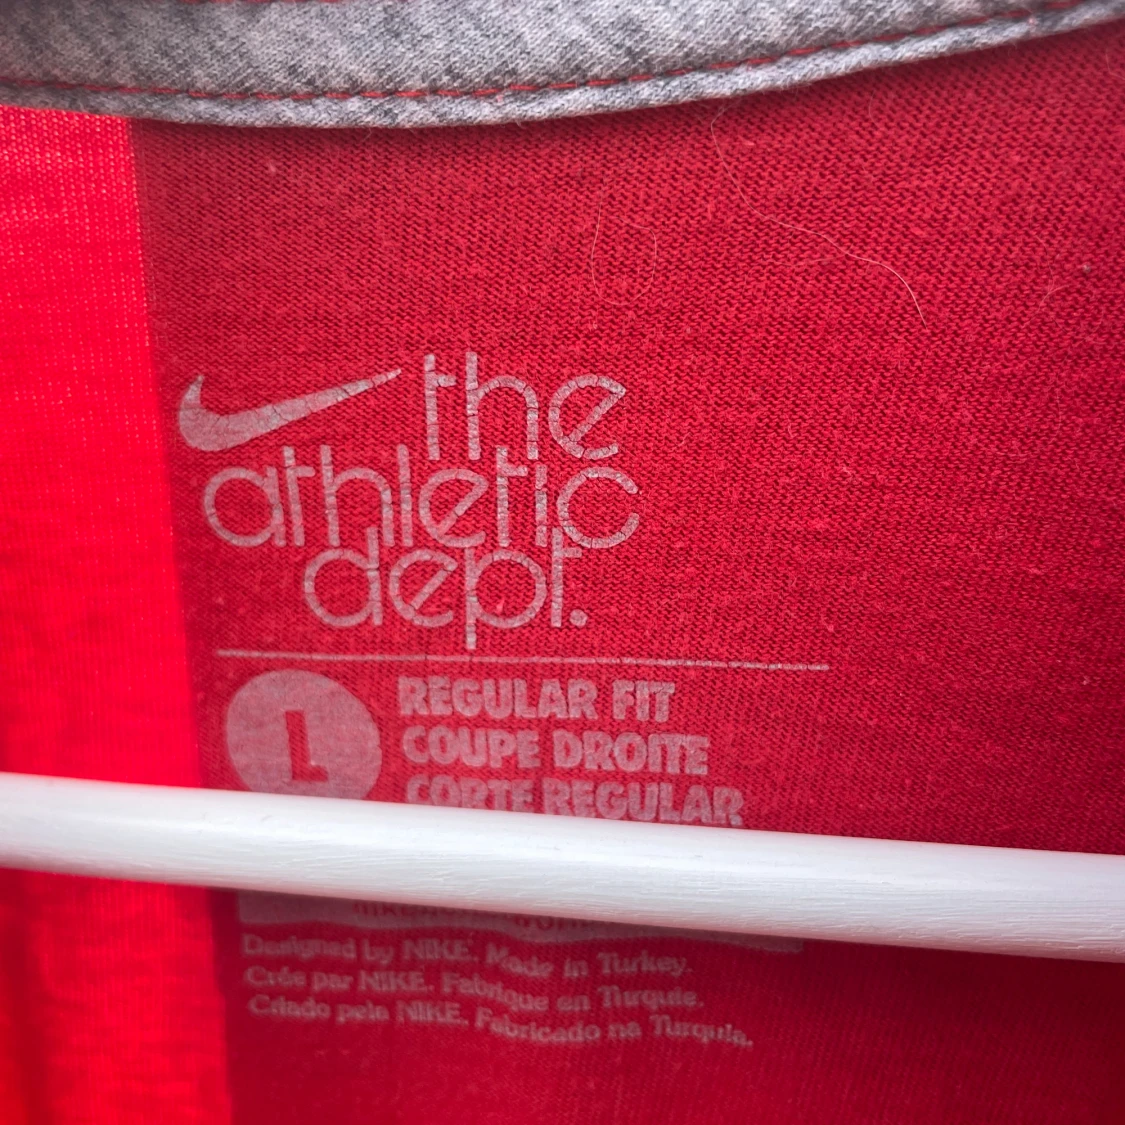 the
athletic
dept.
L
REGULAR FIT
COUPE DROITE
CORTE REGULAR
Designed by NIKE. Made in Turkey.
Crée par NIKE. Fabrique en Turquie.
Criado pela NIKE. Fabricado na Turquia.